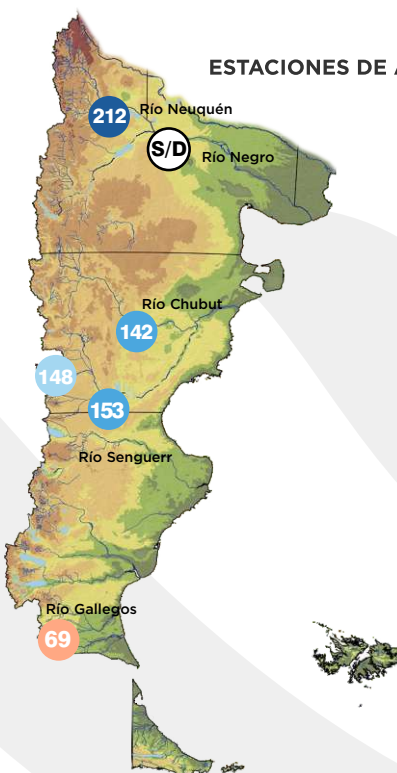 ESTACIONES DE A
Río Neuquén
212
S/D
Río Negro
Río Chubut
142
148
153
Río Senguerr
Río Gallegos
69